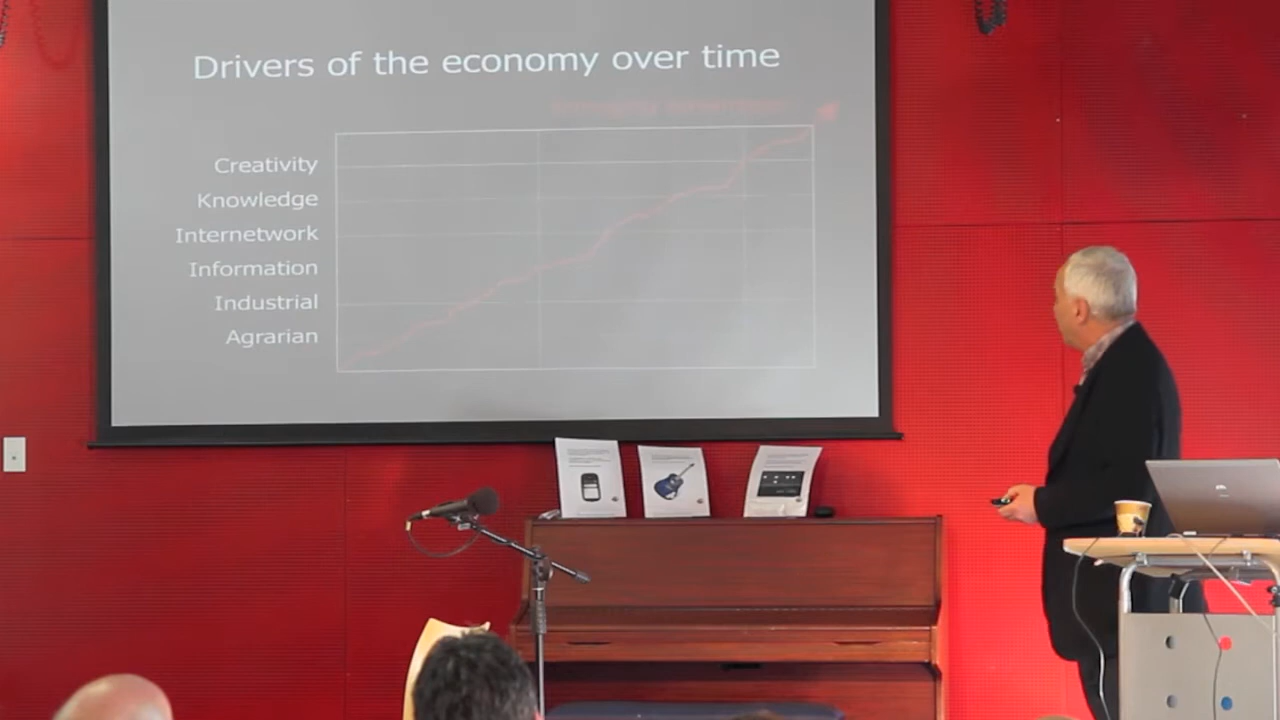 Drivers of the economy over time
Creativity
Knowledge
Internetwork
Information
Industrial
Agrarian